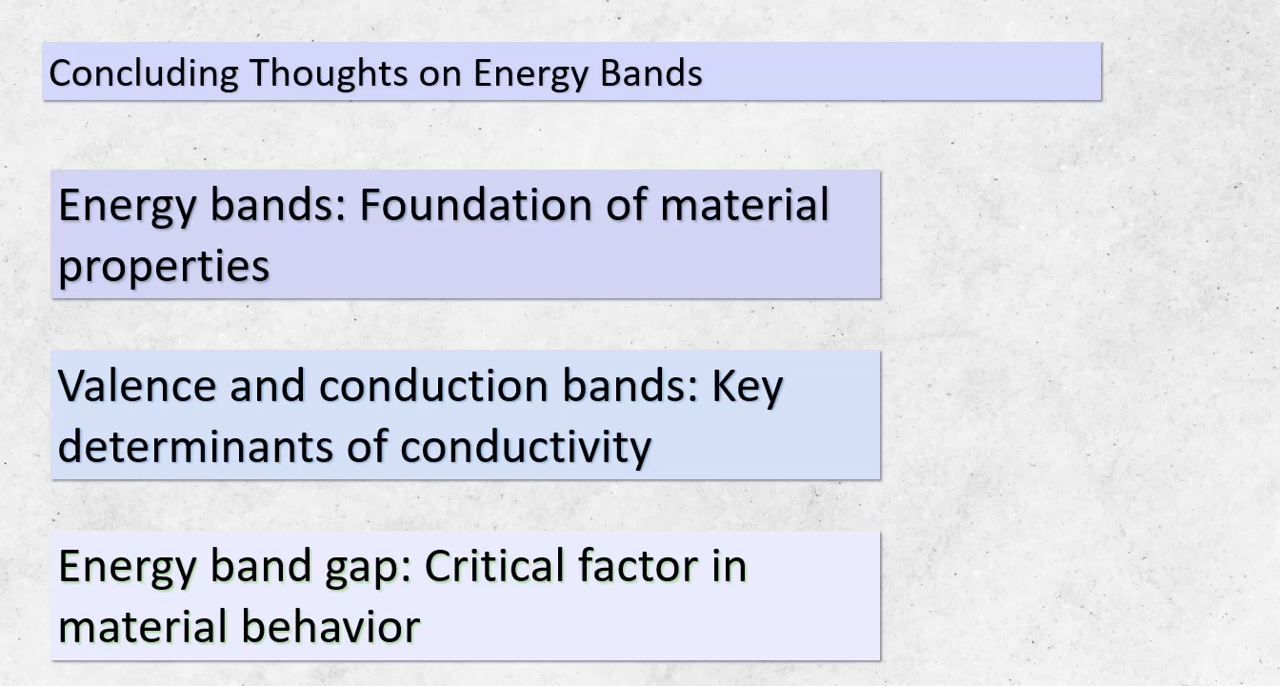 Concluding Thoughts on Energy Bands
Energy bands: Foundation of material
properties
Valence and conduction bands: Key
determinants of conductivity
Energy band gap: Critical factor in
material behavior